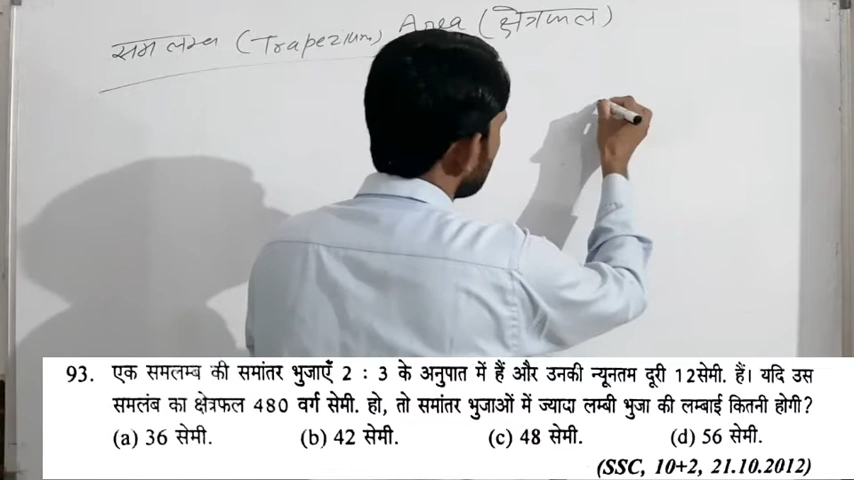 समलम्ब (Trapezium) Area (क्षेत्रफल)
93. एक समलम्ब की समांतर भुजाएँ 2 : 3 के अनुपात में हैं और उनकी न्यूनतम दूरी 12सेमी. हैं। यदि उस
समलंब का क्षेत्रफल 480 वर्ग सेमी. हो, तो समांतर भुजाओं में ज्यादा लम्बी भुजा की लम्बाई कितनी होगी?
(a) 36 सेमी. (b) 42 सेमी. (c) 48 सेमी. (d) 56 सेमी.
(SSC, 10+2, 21.10.2012)